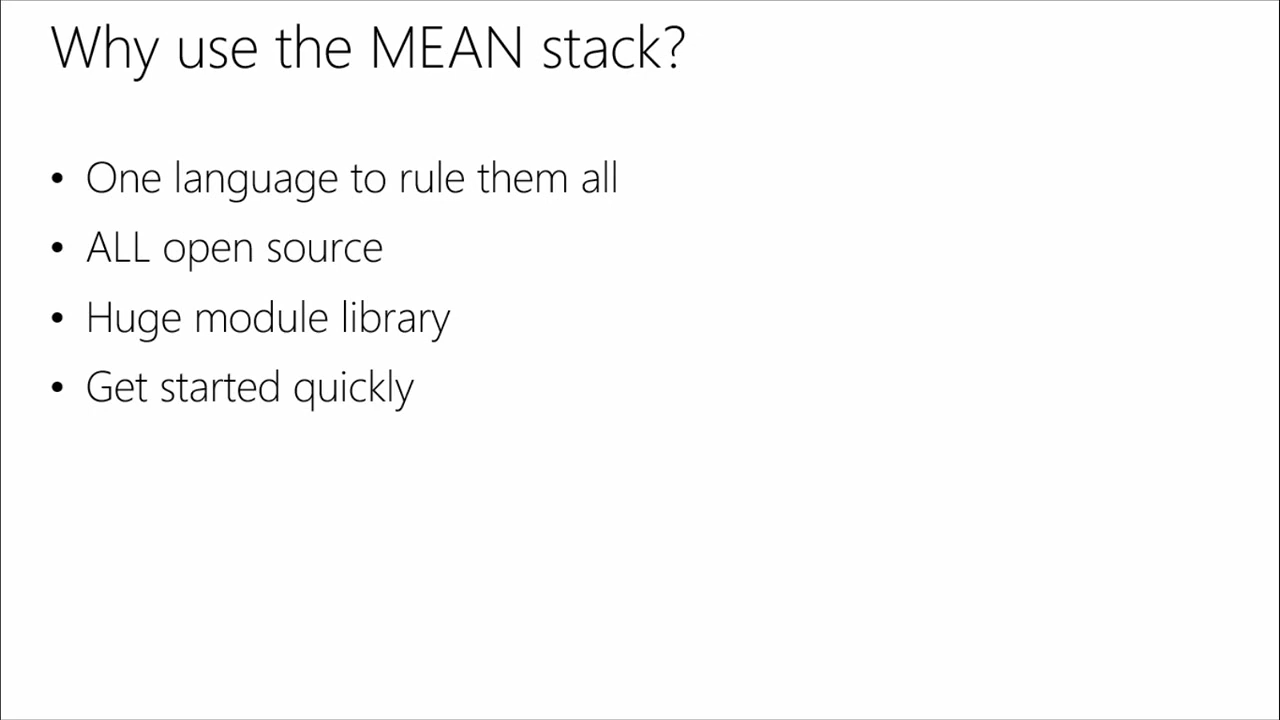 Why use the MEAN stack?
• One language to rule them all
• ALL open source
• Huge module library
• Get started quickly